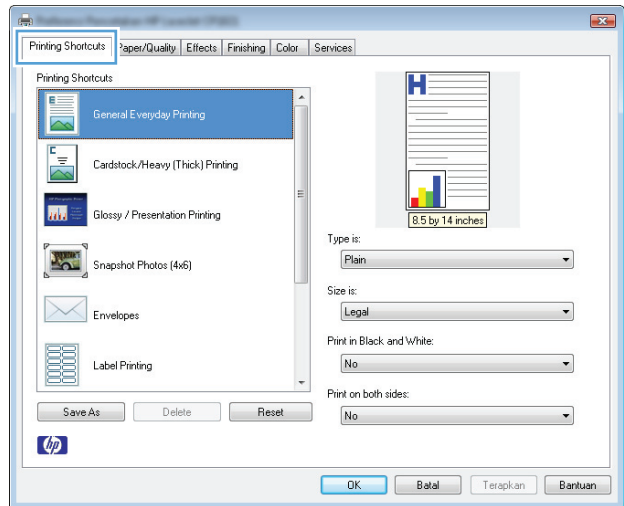 Printing Shortcuts
Paper/Quality
Effects
Finishing
Color
Services
Printing Shortcuts
General Everyday Printing
Cardstock/Heavy (Thick) Printing
Glossy / Presentation Printing
Snapshot Photos (4x6)
Envelopes
Label Printing
Save As
Delete
Reset
hp
H
8.5 by 14 inches
Type is:
Plain
Size is:
Legal
Print in Black and White:
No
Print on both sides:
No
OK
Batal
Terapkan
Bantuan